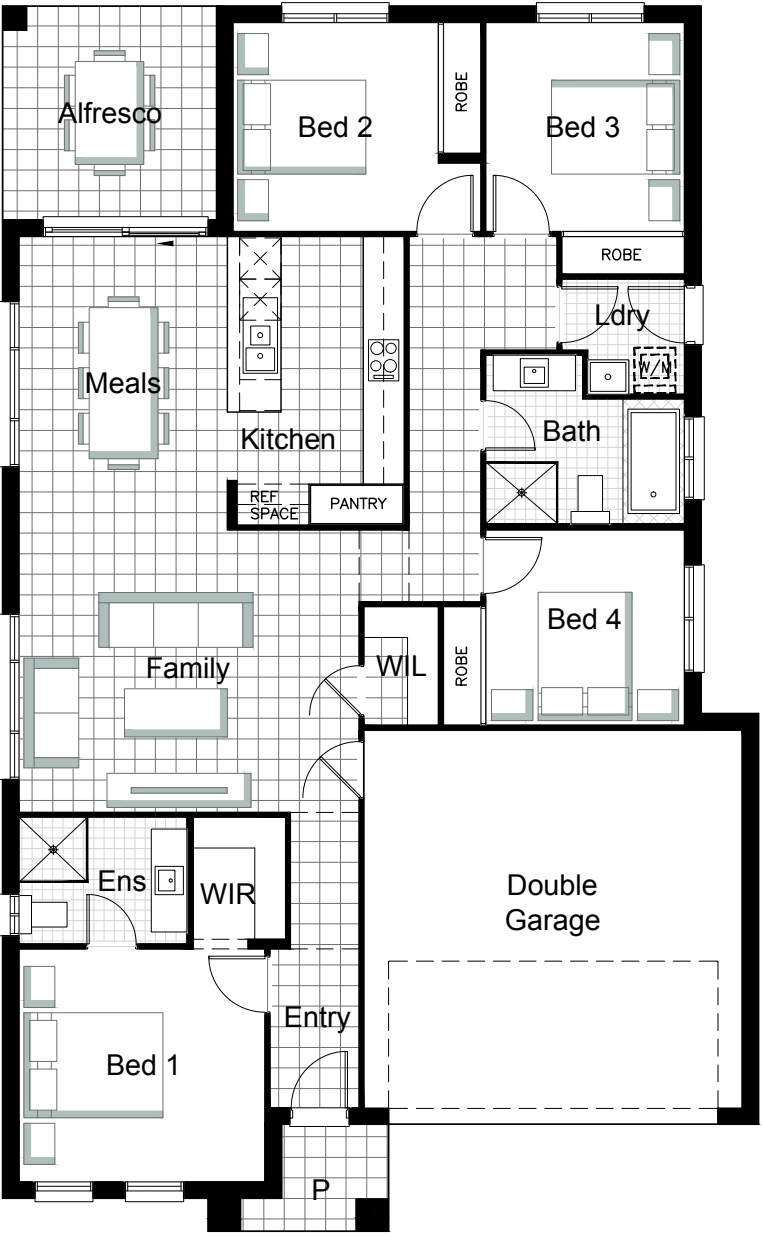 Alfresco
Bed 2
ROBE
Bed 3
ROBE
Ldry
W/M
Meals
Kitchen
Bath
REF
SPACE
PANTRY
Bed 4
Family
WIL
ROBE
Ens
WIR
Double
Garage
Entry
Bed 1
P